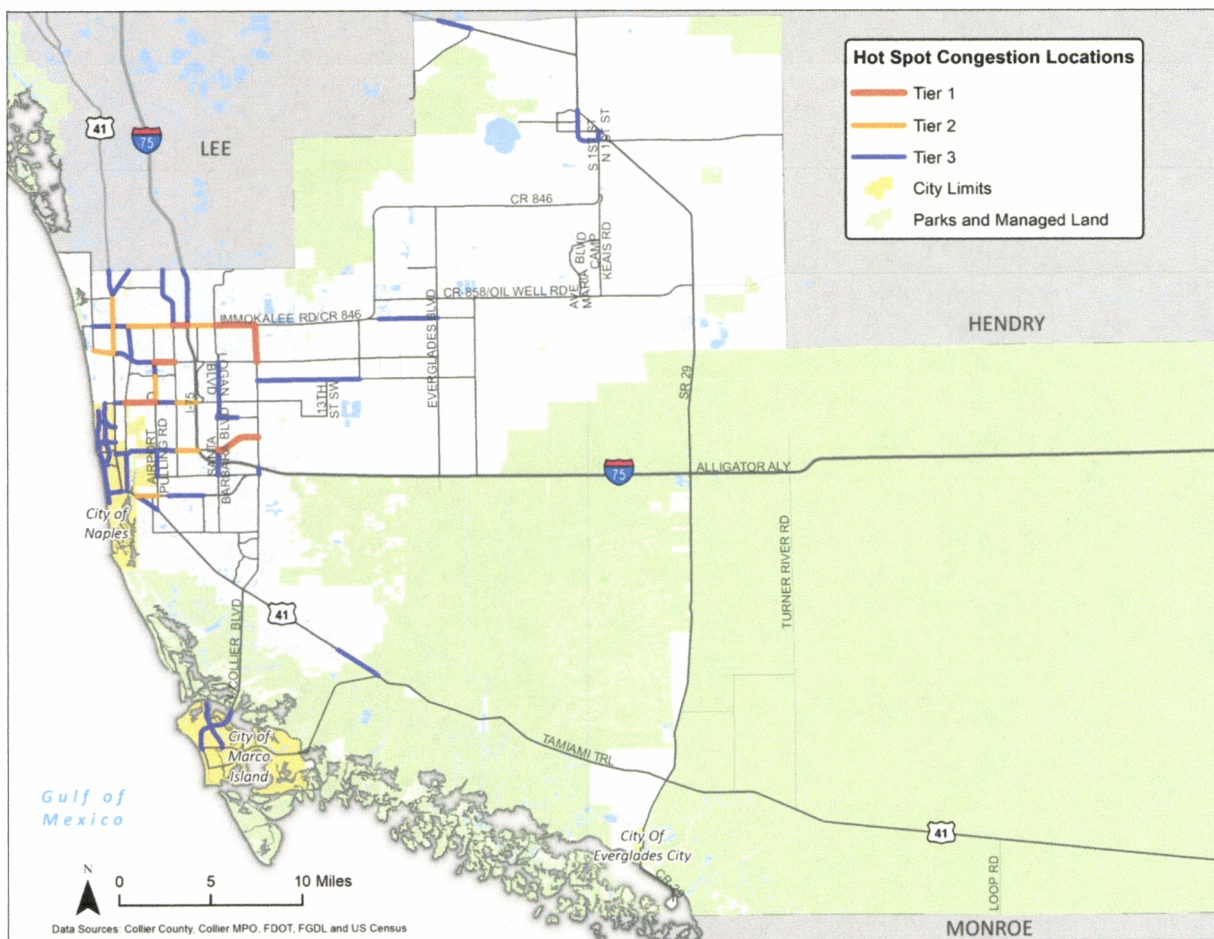 Hot Spot Congestion Locations
Tier 1
Tier 2
Tier 3
City Limits
Parks and Managed Land
41
75
LEE
S 1ST ST
N 1ST ST
CR 846
AVE
MARIA BLVD
CAMP
KEAIS RD
CR-858/OIL WELL RD
IMMOKALEE RD/CR 846
EVERGLADES BLVD
HENDRY
LOGAN
BLVD
I-75
13TH
ST SW
SR 29
AIRPORT
PULLING RD
SANTA
BARBARA BLVD
75
ALLIGATOR ALY
City of
Naples
TURNER RIVER RD
41
N COLLIER BLVD
City of
Marco
Island
TAMIAMI TRL
Gulf of
Mexico
City Of
Everglades City
41
CR 29
LOOP RD
N
0 5 10 Miles
Data Sources: Collier County, Collier MPO, FDOT, FGDL and US Census
MONROE